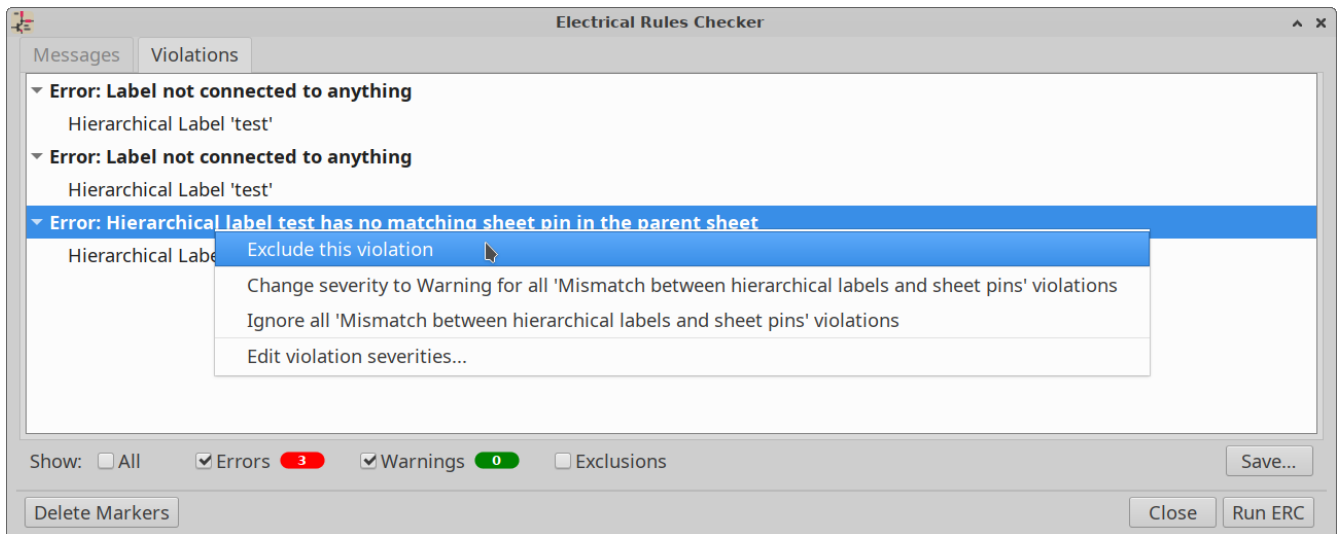 Electrical Rules Checker
Messages Violations
Error: Label not connected to anything
Hierarchical Label 'test'
Error: Label not connected to anything
Hierarchical Label 'test'
Error: Hierarchical label test has no matching sheet pin in the parent sheet
Hierarchical Labe
Exclude this violation
Change severity to Warning for all 'Mismatch between hierarchical labels and sheet pins' violations
Ignore all 'Mismatch between hierarchical labels and sheet pins' violations
Edit violation severities...
Show: All Errors 3 Warnings 0 Exclusions Save...
Delete Markers Close Run ERC